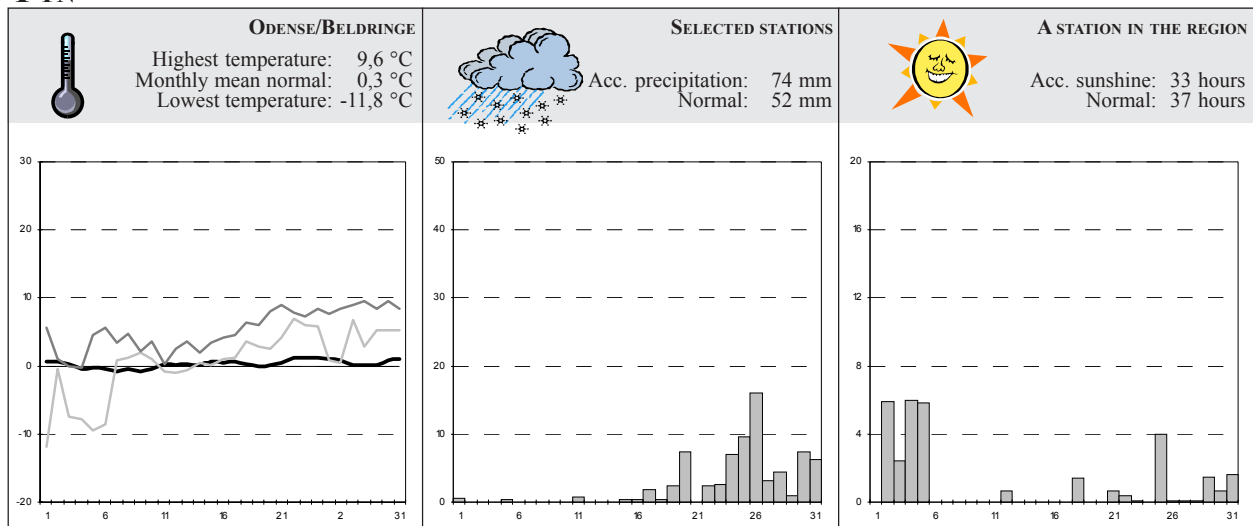 ODENSE/BELDRINGE
Highest temperature: 9,6 °C
Monthly mean normal: 0,3 °C
Lowest temperature: -11,8 °C
SELECTED STATIONS
Acc. precipitation: 74 mm
Normal: 52 mm
A STATION IN THE REGION
Acc. sunshine: 33 hours
Normal: 37 hours
30
20
10
0
-10
-20
1 6 11 16 21 2 31
50
40
30
20
10
0
1 6 11 16 21 26 31
20
16
12
8
4
0
1 6 11 16 21 26 31